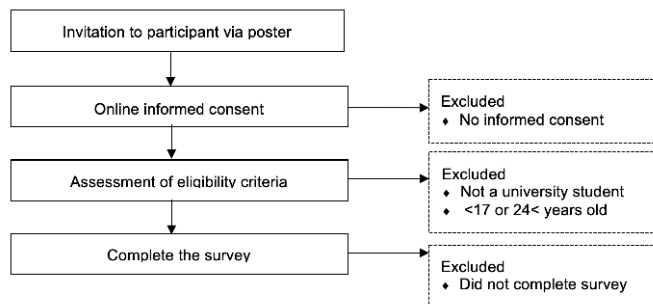 Invitation to participant via poster
Online informed consent
Excluded
♦ No informed consent
Assessment of eligibility criteria
Excluded
♦ Not a university student
♦ <17 or 24< years old
Complete the survey
Excluded
♦ Did not complete survey